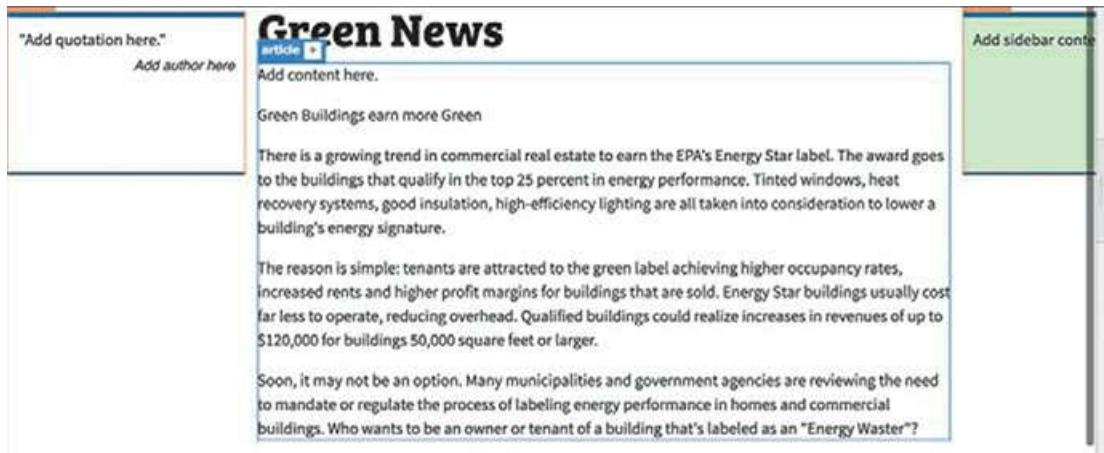 "Add quotation here."
Add author here
Green News
article +
Add content here.
Green Buildings earn more Green
There is a growing trend in commercial real estate to earn the EPA's Energy Star label. The award goes
to the buildings that qualify in the top 25 percent in energy performance. Tinted windows, heat
recovery systems, good insulation, high-efficiency lighting are all taken into consideration to lower a
building's energy signature.
The reason is simple: tenants are attracted to the green label achieving higher occupancy rates,
increased rents and higher profit margins for buildings that are sold. Energy Star buildings usually cost
far less to operate, reducing overhead. Qualified buildings could realize increases in revenues of up to
$120,000 for buildings 50,000 square feet or larger.
Soon, it may not be an option. Many municipalities and government agencies are reviewing the need
to mandate or regulate the process of labeling energy performance in homes and commercial
buildings. Who wants to be an owner or tenant of a building that's labeled as an "Energy Waster"?
Add sidebar conte